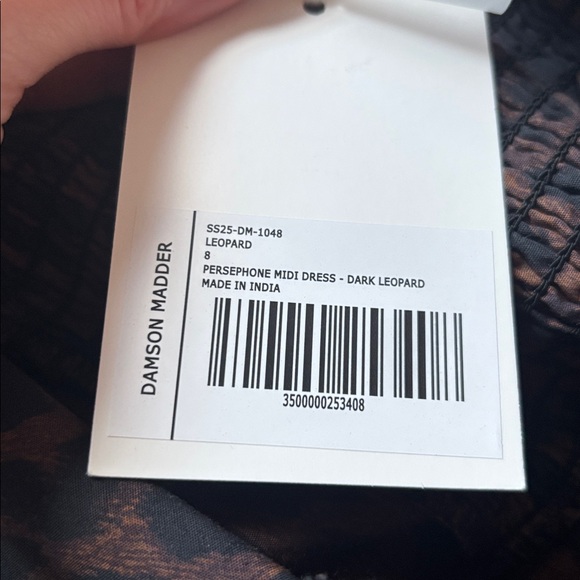 DAMSON MADDER
SS25-DM-1048
LEOPARD
8
PERSEPHONE MIDI DRESS - DARK LEOPARD
MADE IN INDIA
3500000253408